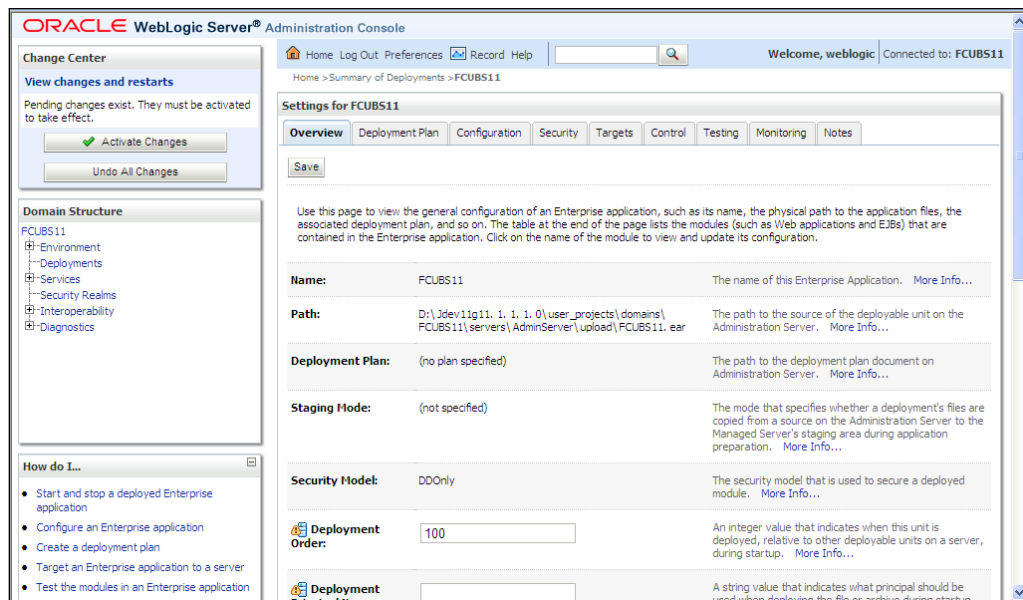 ORACLE WebLogic Server® Administration Console
Change Center
View changes and restarts
Pending changes exist. They must be activated
to take effect.
Activate Changes
Undo All Changes
Domain Structure
FCUBS11
Environment
Deployments
Services
Security Realms
Interoperability
Diagnostics
How do I...
Start and stop a deployed Enterprise
application
Configure an Enterprise application
Create a deployment plan
Target an Enterprise application to a server
Test the modules in an Enterprise application
Home Log Out Preferences Record Help
Welcome, weblogic Connected to: FCUBS11
Home >Summary of Deployments >FCUBS11
Settings for FCUBS11
Overview Deployment Plan Configuration Security Targets Control Testing Monitoring Notes
Save
Use this page to view the general configuration of an Enterprise application, such as its name, the physical path to the application files, the
associated deployment plan, and so on. The table at the end of the page lists the modules (such as Web applications and EJBs) that are
contained in the Enterprise application. Click on the name of the module to view and update its configuration.
Name: FCUBS11 The name of this Enterprise Application. More Info...
Path: D:\Jdev11g11. 1. 1. 1. 0\user_projects\domains\ The path to the source of the deployable unit on the
FCUBS11\servers\AdminServer\upload\FCUBS11. ear Administration Server. More Info...
Deployment Plan: (no plan specified) The path to the deployment plan document on
Administration Server. More Info...
Staging Mode: (not specified) The mode that specifies whether a deployment's files are
copied from a source on the Administration Server to the
Managed Server's staging area during application
preparation. More Info...
Security Model: DDOnly The security model that is used to secure a deployed
module. More Info...
Deployment 100 An integer value that indicates when this unit is
Order: deployed, relative to other deployable units on a server,
during startup. More Info...
Deployment A string value that indicates what principal should be
used when deploying the file or archive during startup